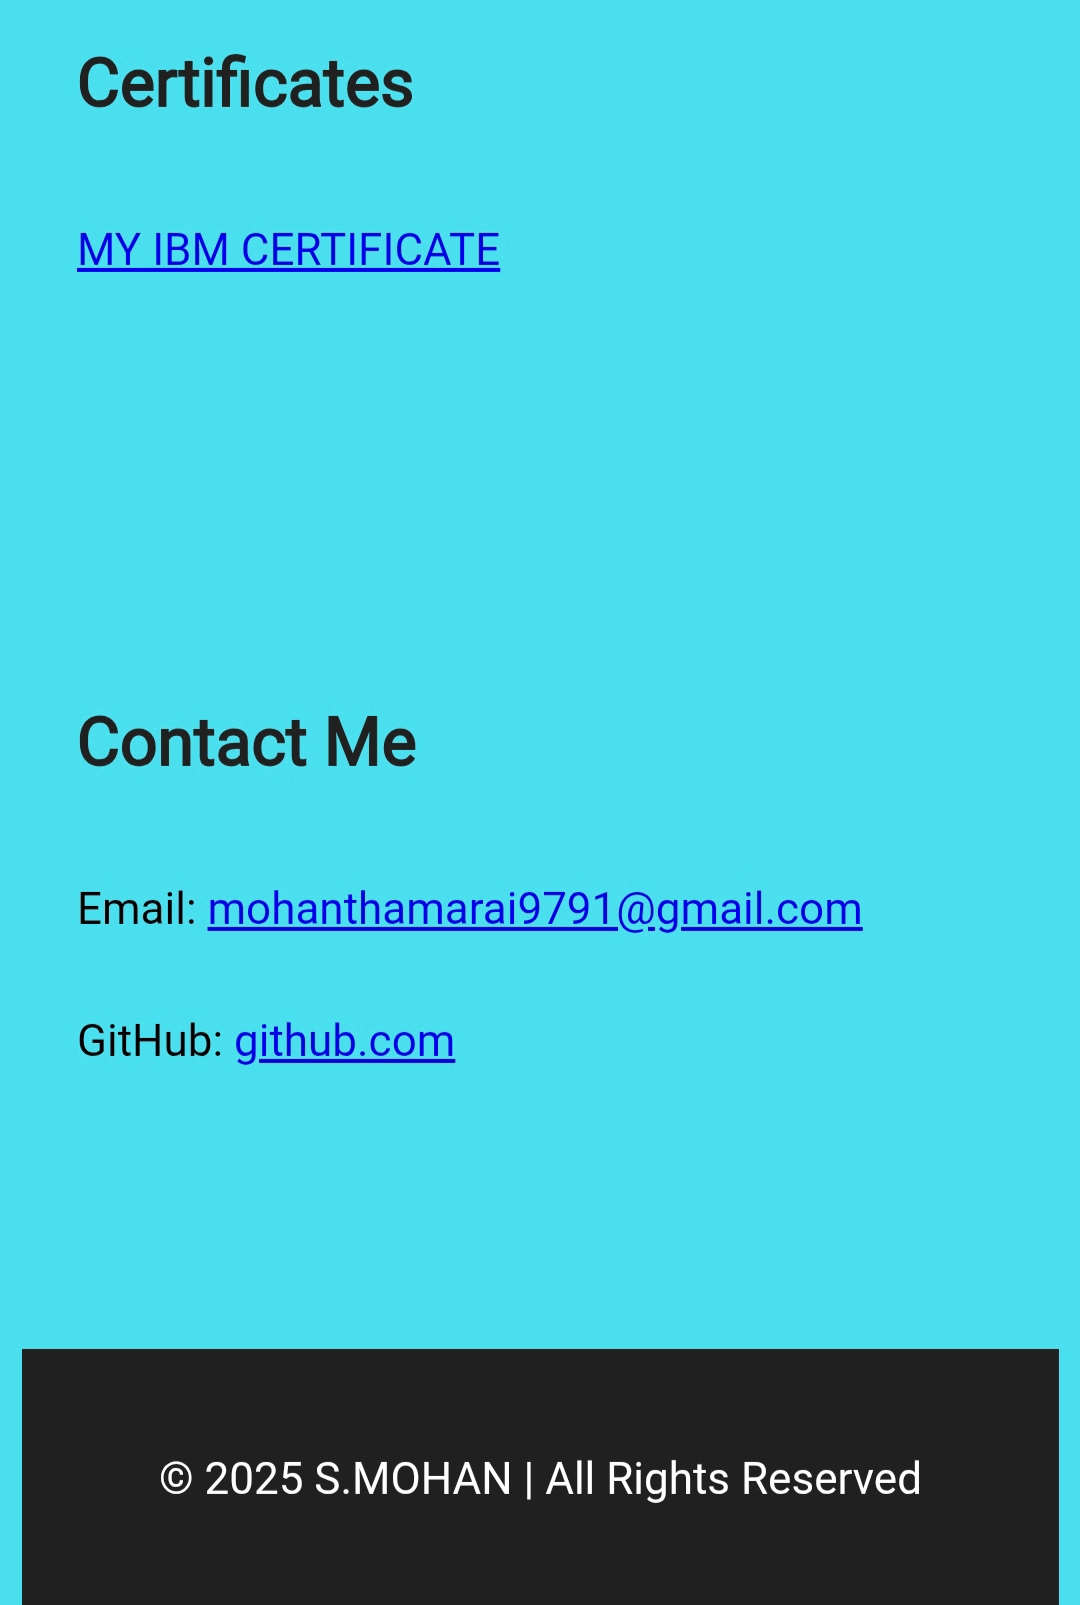 Certificates
MY IBM CERTIFICATE
Contact Me
Email: mohanthamarai9791@gmail.com
GitHub: github.com
© 2025 S.MOHAN | All Rights Reserved